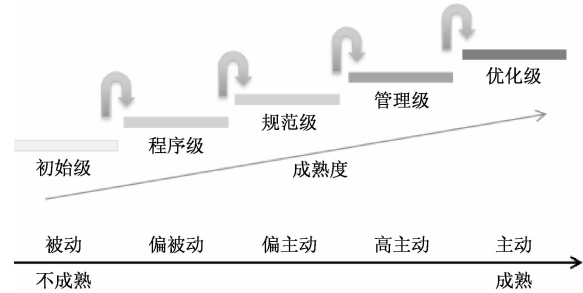 优化级
管理级
规范级
程序级
初始级
成熟度
被动 偏被动 偏主动 高主动 主动
不成熟 成熟